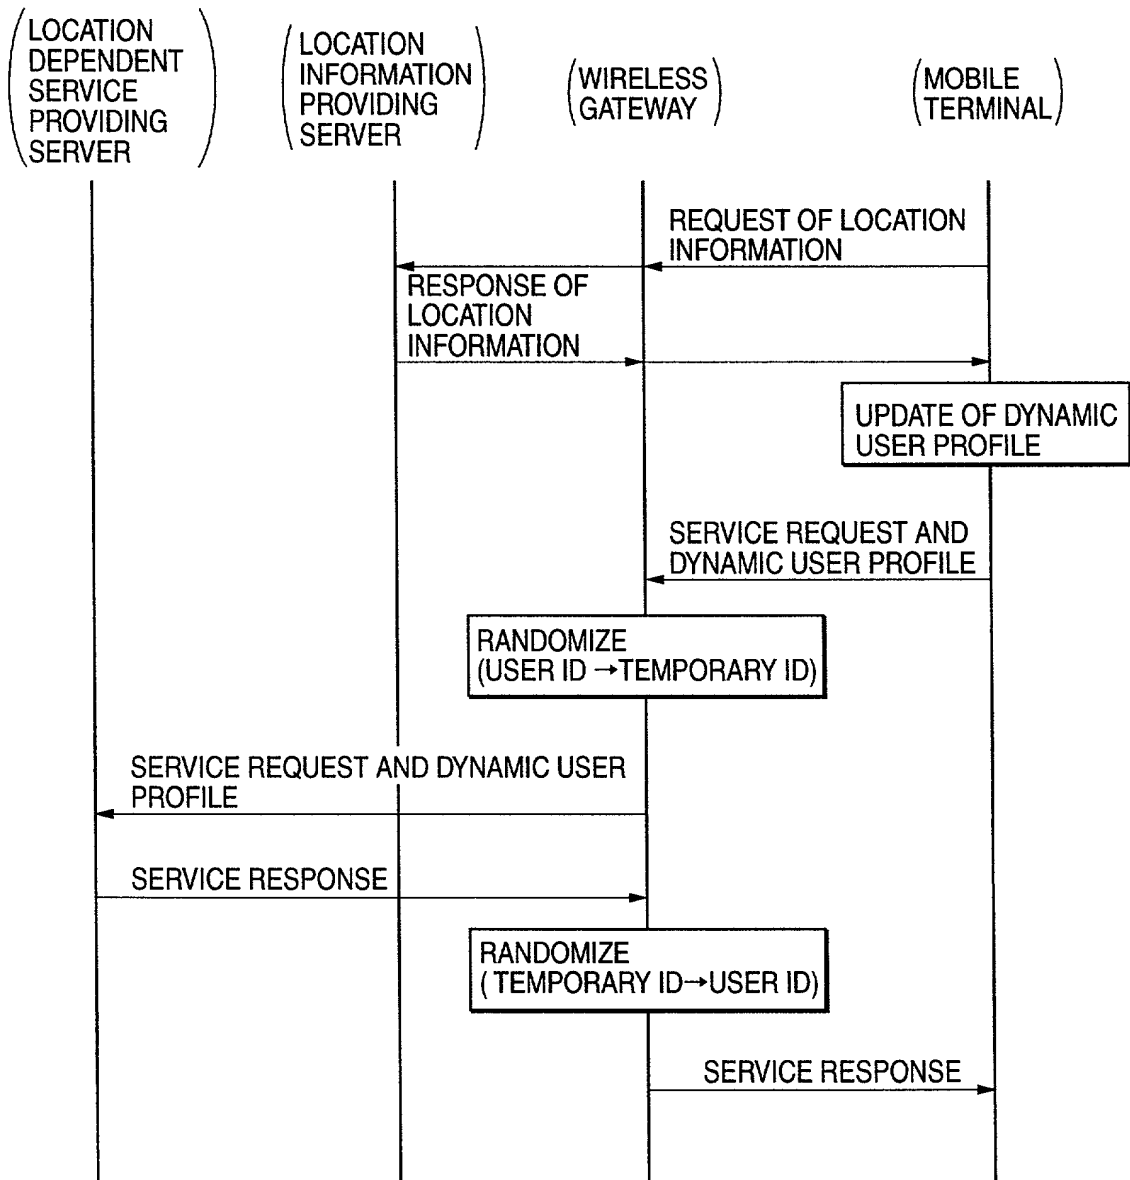 LOCATION
DEPENDENT
SERVICE
PROVIDING
SERVER
LOCATION
INFORMATION
PROVIDING
SERVER
WIRELESS
GATEWAY
MOBILE
TERMINAL
REQUEST OF LOCATION
INFORMATION
RESPONSE OF
LOCATION
INFORMATION
UPDATE OF DYNAMIC
USER PROFILE
SERVICE REQUEST AND
DYNAMIC USER PROFILE
RANDOMIZE
(USER ID →TEMPORARY ID)
SERVICE REQUEST AND DYNAMIC USER
PROFILE
SERVICE RESPONSE
RANDOMIZE
( TEMPORARY ID→USER ID)
SERVICE RESPONSE